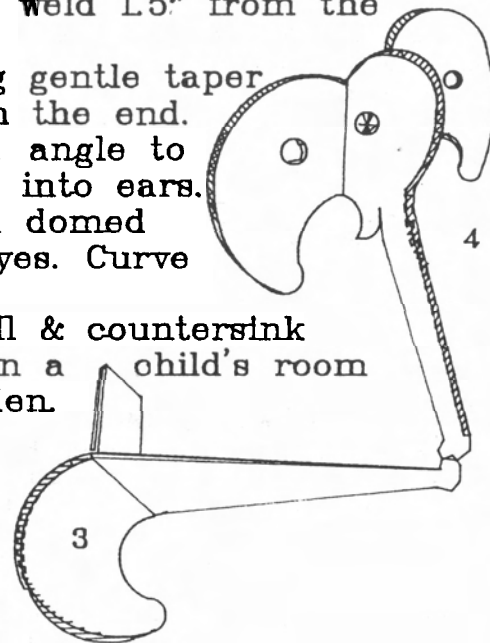 Weld 1.5" from the
g gentle taper
n the end.
angle to
into ears.
domed
yes. Curve
4
ll & countersink
n a child's room
en.
3